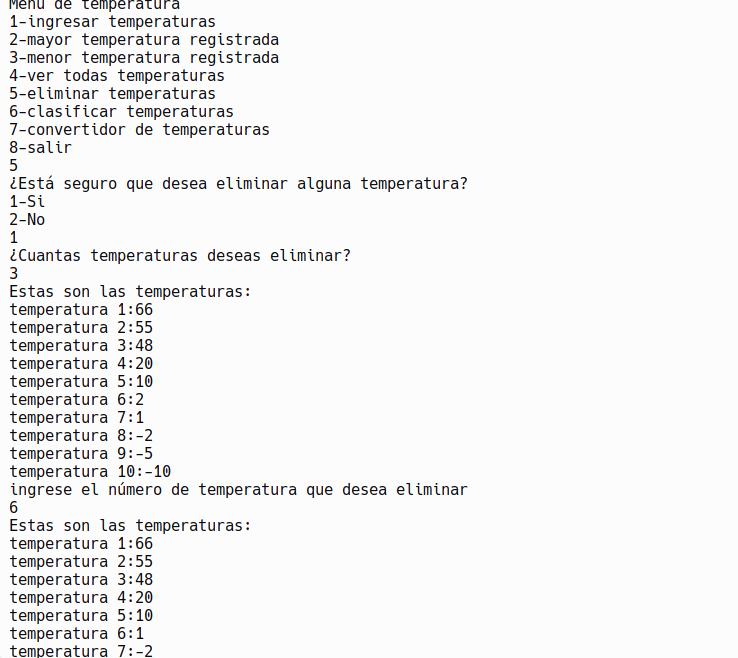 Menú de temperatura
1-ingresar temperaturas
2-mayor temperatura registrada
3-menor temperatura registrada
4-ver todas temperaturas
5-eliminar temperaturas
6-clasificar temperaturas
7-convertidor de temperaturas
8-salir
5
¿Está seguro que desea eliminar alguna temperatura?
1-Si
2-No
1
¿Cuantas temperaturas deseas eliminar?
3
Estas son las temperaturas:
temperatura 1:66
temperatura 2:55
temperatura 3:48
temperatura 4:20
temperatura 5:10
temperatura 6:2
temperatura 7:1
temperatura 8:-2
temperatura 9:-5
temperatura 10:-10
ingrese el número de temperatura que desea eliminar
6
Estas son las temperaturas:
temperatura 1:66
temperatura 2:55
temperatura 3:48
temperatura 4:20
temperatura 5:10
temperatura 6:1
temperatura 7:-2